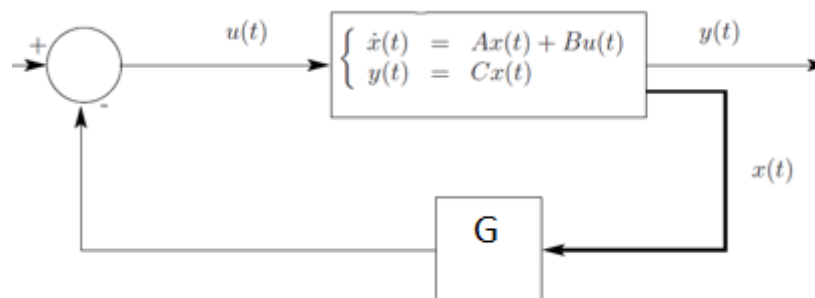 u(t)
ẋ(t) = Ax(t) + Bu(t)
y(t)
+
y(t) = Cx(t)
-
x(t)
G